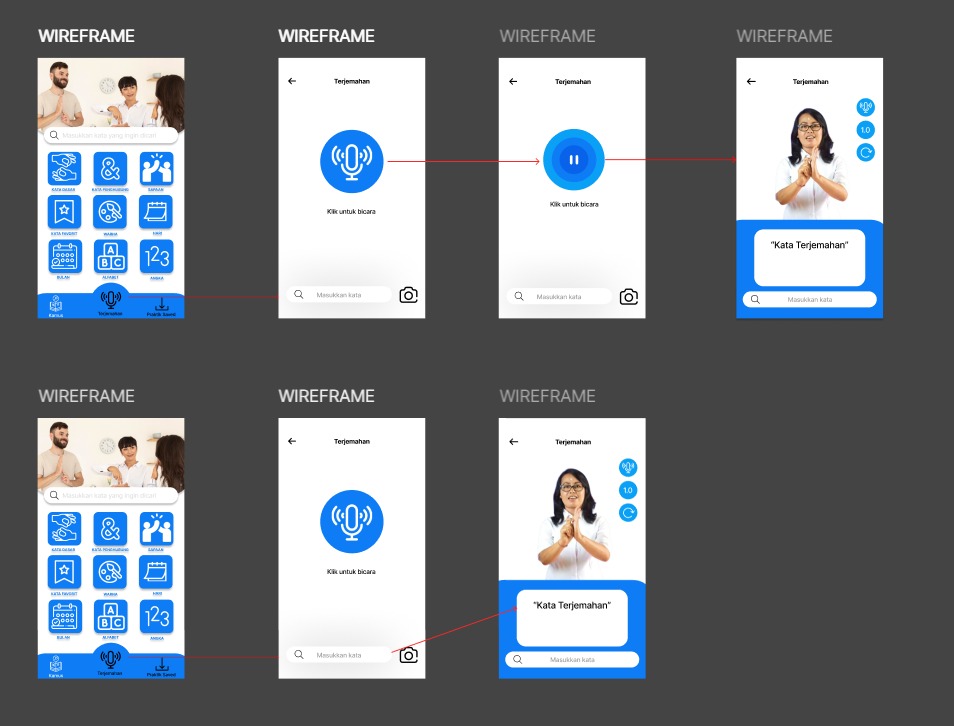 WIREFRAME
Masukkan kata yang ingin dicari
KATA DASAR
KATA PENGHUBUNG
SAPAAN
KATA FAVORIT
WARNA
HARI
BULAN
A
B C
ALFABET
123
ANGKA
Kamus
Terjemahan
Praktik Saved
WIREFRAME
Terjemahan
Klik untuk bicara
Masukkan kata
WIREFRAME
Terjemahan
Klik untuk bicara
Masukkan kata
WIREFRAME
Terjemahan
1.0
"Kata Terjemahan"
Masukkan kata
WIREFRAME
Masukkan kata yang ingin dicari
KATA DASAR
KATA PENGHUBUNG
SAPAAN
KATA FAVORIT
WARNA
HARI
BULAN
A
B C
ALFABET
123
ANGKA
Kamus
Terjemahan
Praktik Saved
WIREFRAME
Terjemahan
Klik untuk bicara
Masukkan kata
WIREFRAME
Terjemahan
1.0
"Kata Terjemahan"
Masukkan kata